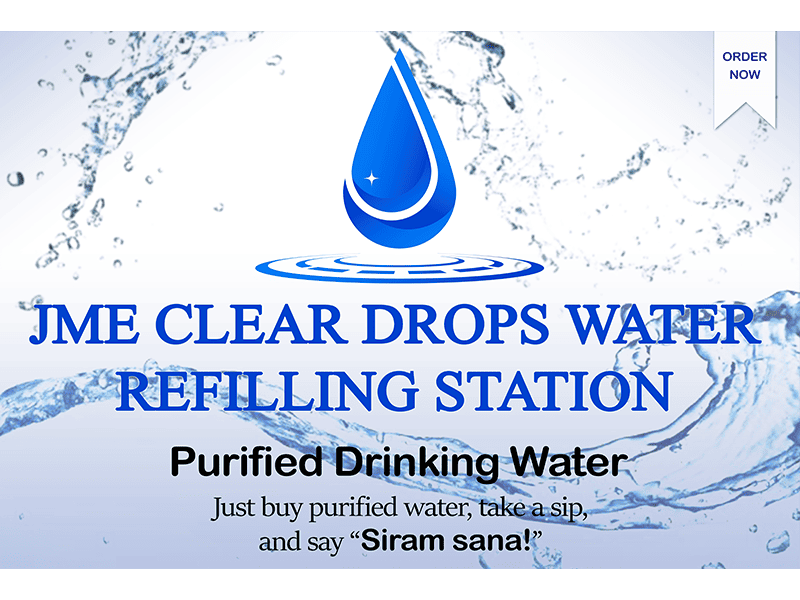 ORDER
NOW
JME CLEAR DROPS WATER
REFILLING STATION
Purified Drinking Water
Just buy purified water, take a sip,
and say “Siram sana!”